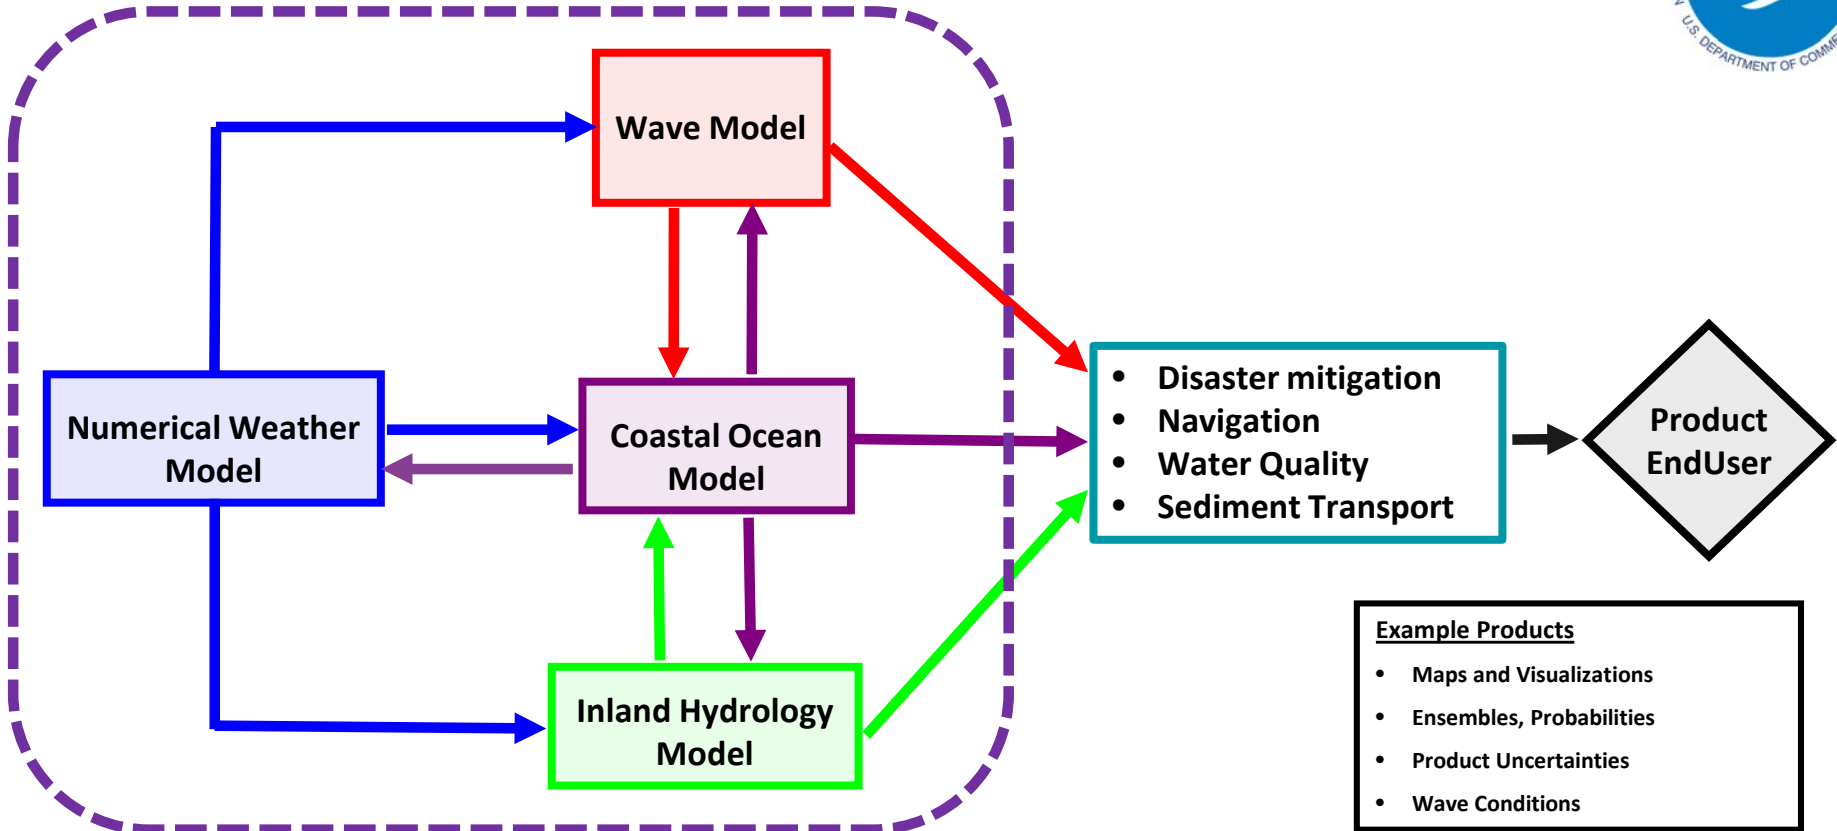 U.S. DEPARTMENT OF COMME
Wave Model
Numerical Weather
Model
Coastal Ocean
Model
Inland Hydrology
Model
• Disaster mitigation
• Navigation
• Water Quality
• Sediment Transport
Product
EndUser
Example Products
• Maps and Visualizations
• Ensembles, Probabilities
• Product Uncertainties
• Wave Conditions